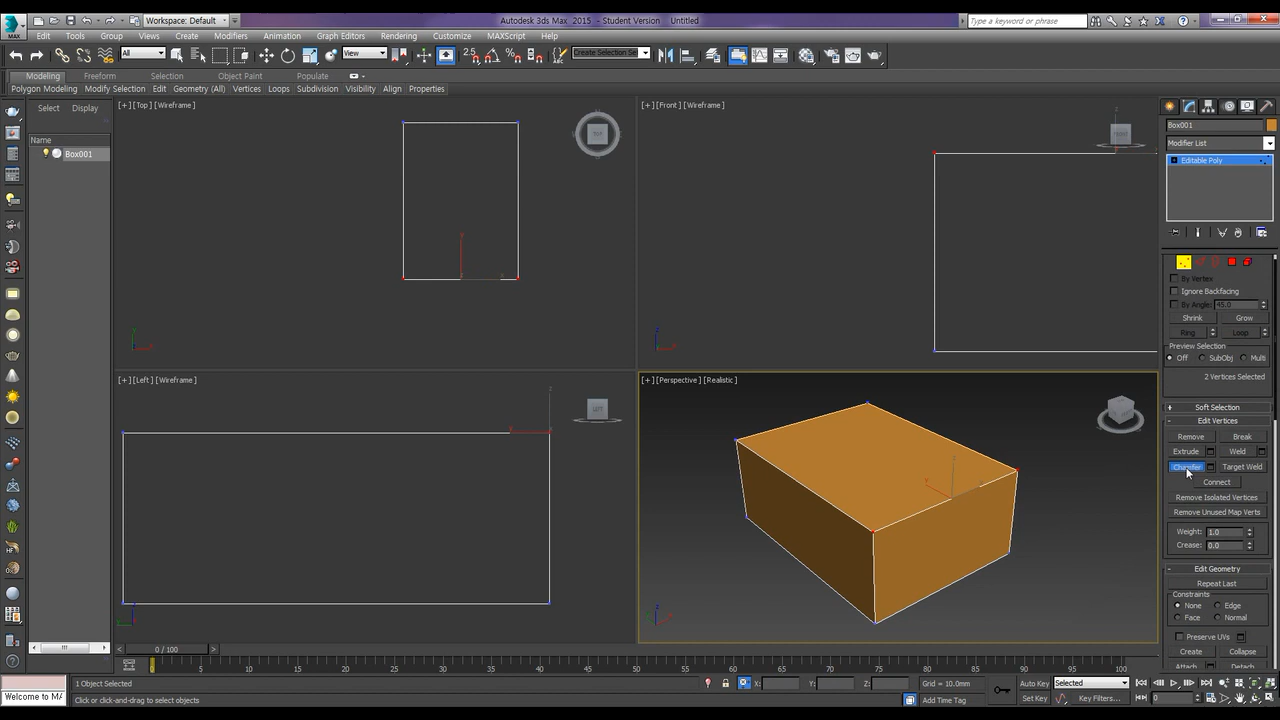 Workspace: Default
Autodesk 3ds Max 2015 - Student Version   Untitled
Type a keyword or phrase
MAX
Edit Tools Group Views Create Modifiers Animation Graph Editors Rendering Customize MAXScript Help
All
View
2.5
Create Selection Se
Modeling Freeform Selection Object Paint Populate
Polygon Modeling Modify Selection Edit Geometry (All) Vertices Loops Subdivision Visibility Align Properties
Select Display
Name
Box001
[+] [Top] [Wireframe]
TOP
[+] [Front] [Wireframe]
FRONT
[+] [Left] [Wireframe]
LEFT
[+] [Perspective] [Realistic]
Box001
Modifier List
Editable Poly
By Vertex
Ignore Backfacing
By Angle: 45.0
Shrink Grow
Ring Loop
Preview Selection
Off SubObj Multi
2 Vertices Selected
+ Soft Selection
- Edit Vertices
Remove Break
Extrude Weld
Chamfer Target Weld
Connect
Remove Isolated Vertices
Remove Unused Map Verts
Weight: 1.0
Crease: 0.0
- Edit Geometry
Repeat Last
Constraints
None Edge
Face Normal
Preserve UVs
Create Collapse
Attach Detach
0 / 100
0 5 10 15 20 25 30 35 40 45 50 55 60 65 70 75 80 85 90 95 100
1 Object Selected
X: Y: Z: Grid = 10.0mm
Auto Key Selected
Welcome to MA
Click or click-and-drag to select objects
Add Time Tag
Set Key Key Filters...
0